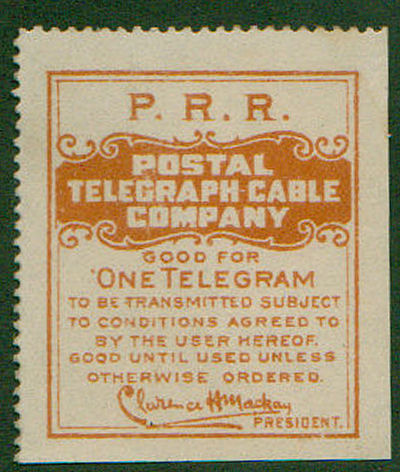 P. R. R.
POSTAL
TELEGRAPH-CABLE
COMPANY
GOOD FOR
ONE TELEGRAM
TO BE TRANSMITTED SUBJECT
TO CONDITIONS AGREED TO
BY THE USER HEREOF.
GOOD UNTIL USED UNLESS
OTHERWISE ORDERED.
Clarence H Mackay
PRESIDENT.